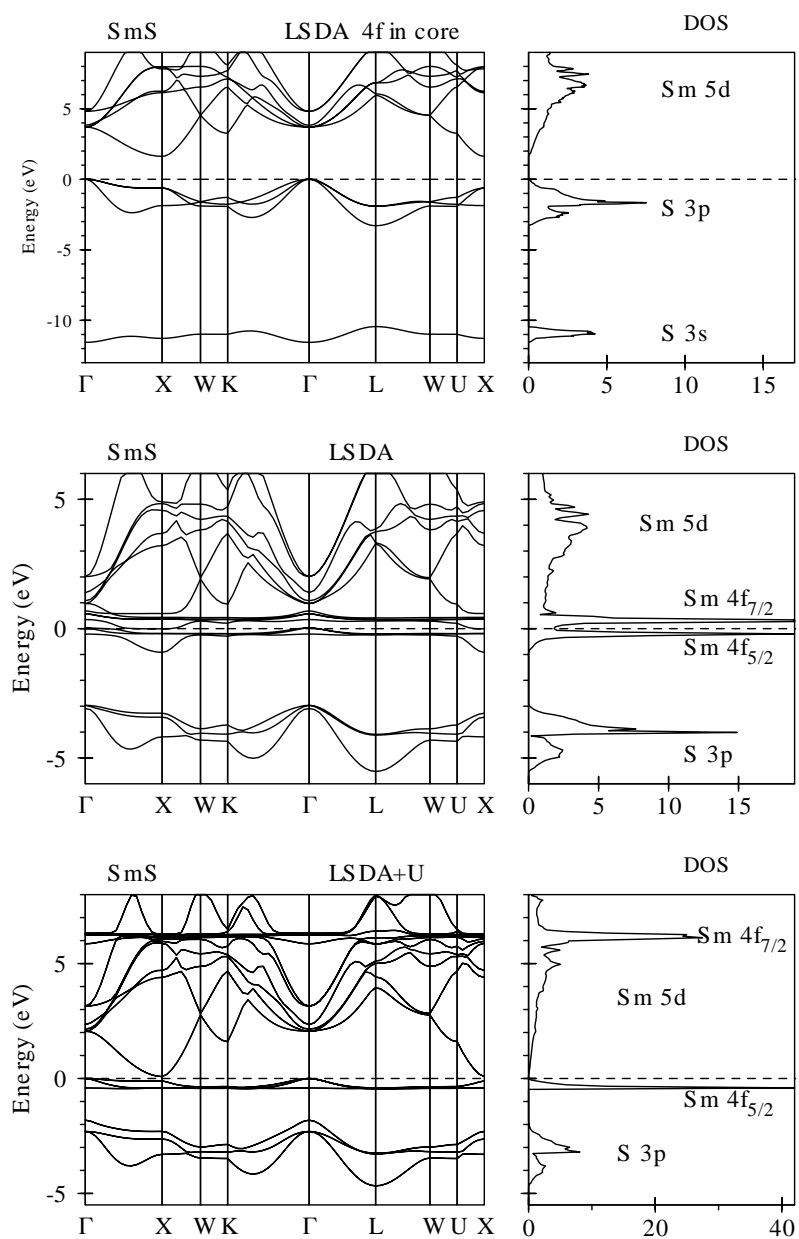 SmS LSDA 4f in core DOS
5
0
-5
-10
Energy (eV)
Sm 5d
S 3p
S 3s
Γ X W K Γ L W U X
0 5 10 15
SmS LSDA DOS
5
0
-5
Energy (eV)
Sm 5d
Sm 4f7/2
Sm 4f5/2
S 3p
Γ X W K Γ L W U X
0 5 10 15
SmS LSDA+U DOS
5
0
-5
Energy (eV)
Sm 4f7/2
Sm 5d
Sm 4f5/2
S 3p
Γ X W K Γ L W U X
0 20 40